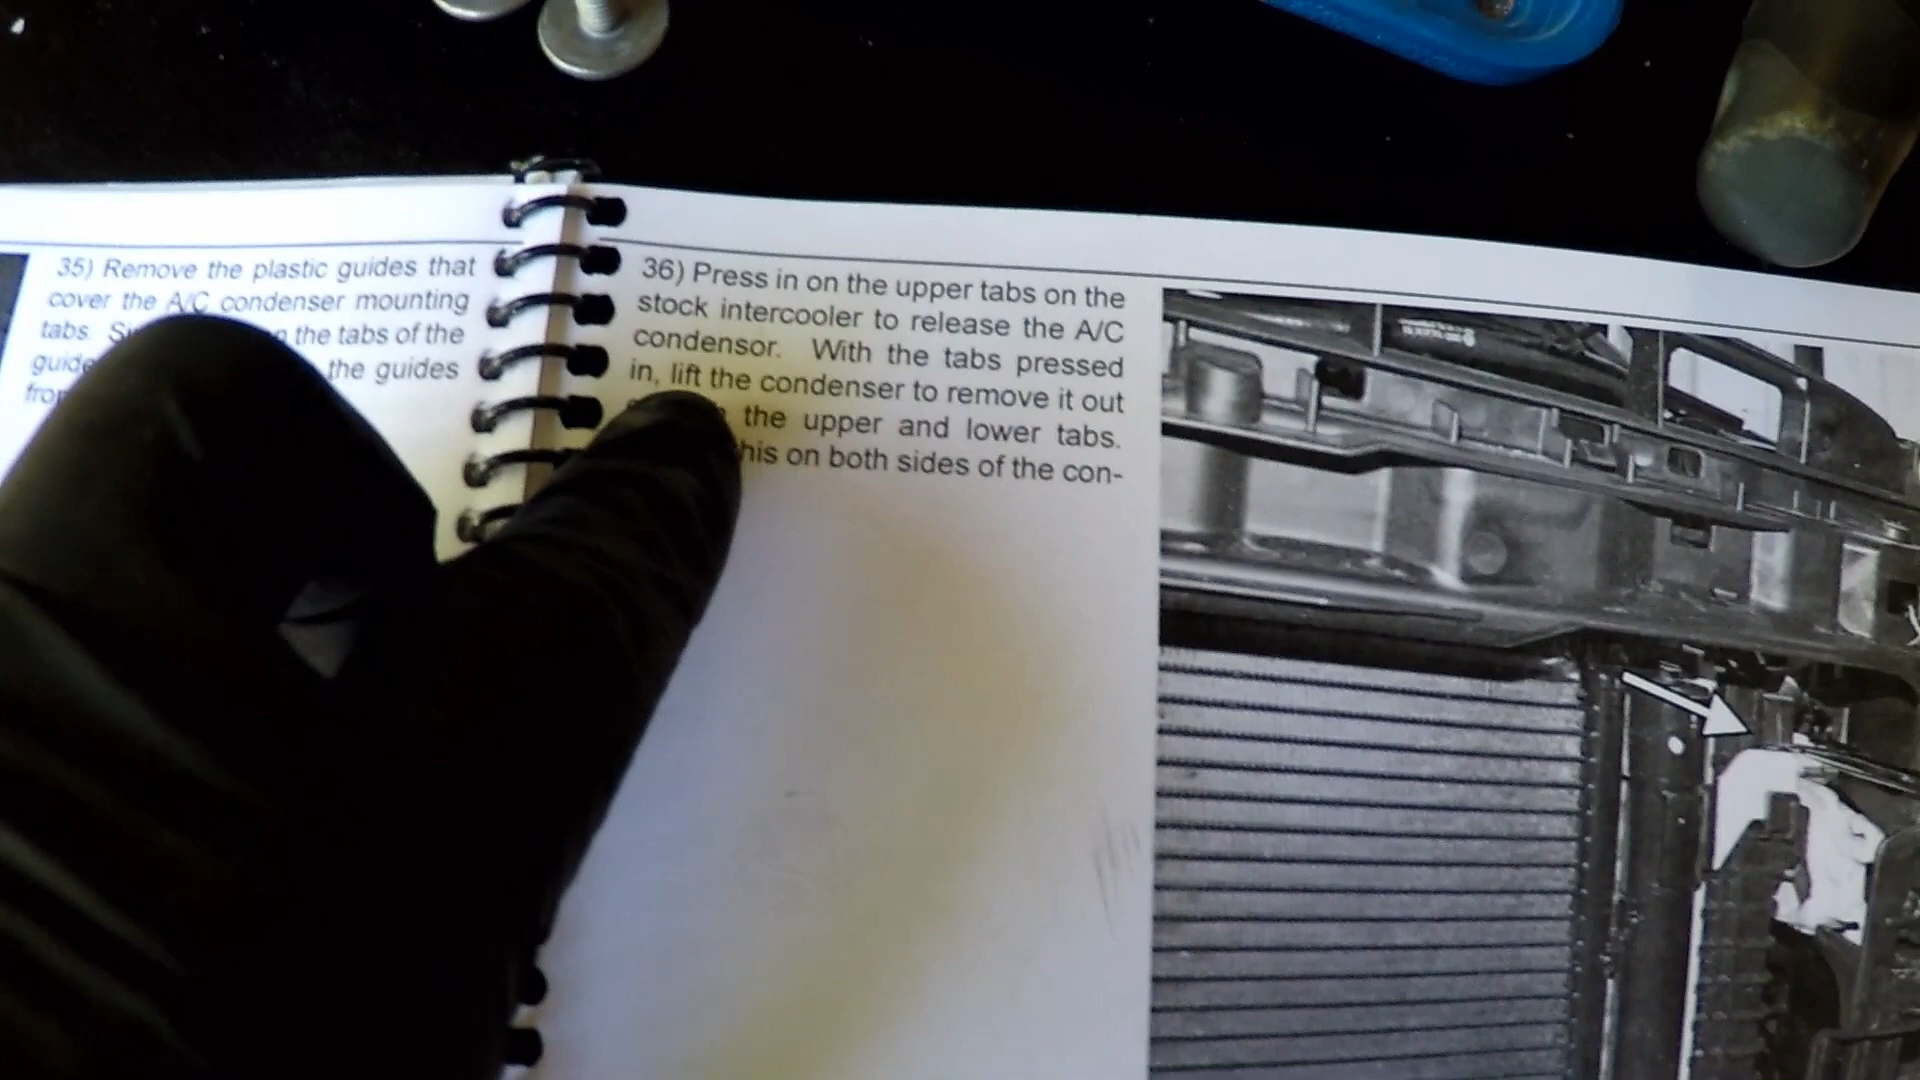 35) Remove the plastic guides that
cover the A/C condenser mounting
tabs. the tabs of the
the guides
36) Press in on the upper tabs on the
stock intercooler to release the A/C
condensor. With the tabs pressed
in, lift the condenser to remove it out
the upper and lower tabs.
on both sides of the con-